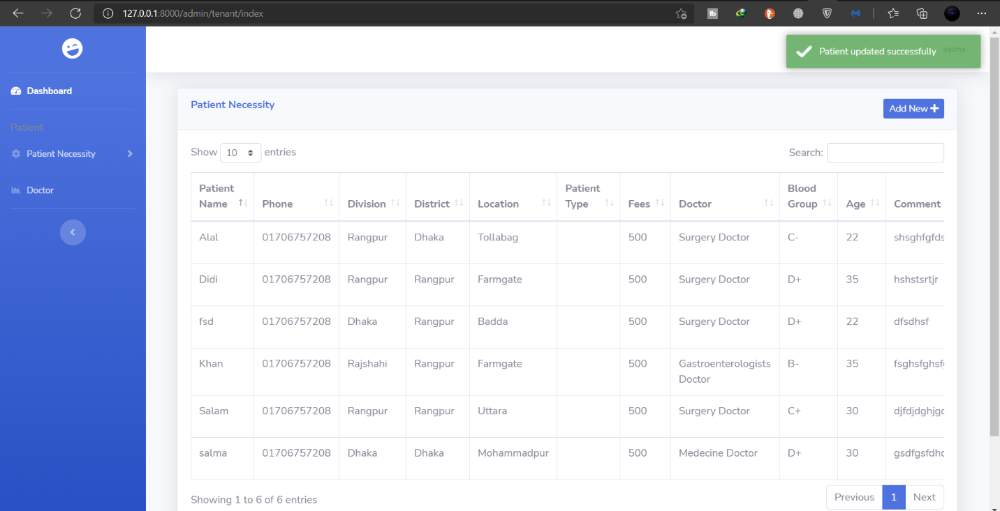 127.0.0.1:8000/admin/tenant/index
Patient updated successfully
salma
Dashboard
Patient
Patient Necessity
Doctor
Patient Necessity
Add New
Show 10 entries
Search:
Patient Name Phone Division District Location Patient Type Fees Doctor Blood Group Age Comment
Alal 01706757208 Rangpur Dhaka Tollabag 500 Surgery Doctor C- 22 shsghfgfds
Didi 01706757208 Rangpur Rangpur Farmgate 500 Surgery Doctor D+ 35 hshstsrtjr
fsd 01706757208 Dhaka Rangpur Badda 500 Surgery Doctor D+ 22 dfsdhsf
Khan 01706757208 Rajshahi Rangpur Farmgate 500 Gastroenterologists Doctor B- 35 fsghsfghsf
Salam 01706757208 Rangpur Rangpur Uttara 500 Surgery Doctor C+ 30 djfdjdghjg
salma 01706757208 Dhaka Dhaka Mohammadpur 500 Medecine Doctor D+ 30 gsdfgsfdh
Showing 1 to 6 of 6 entries
Previous 1 Next